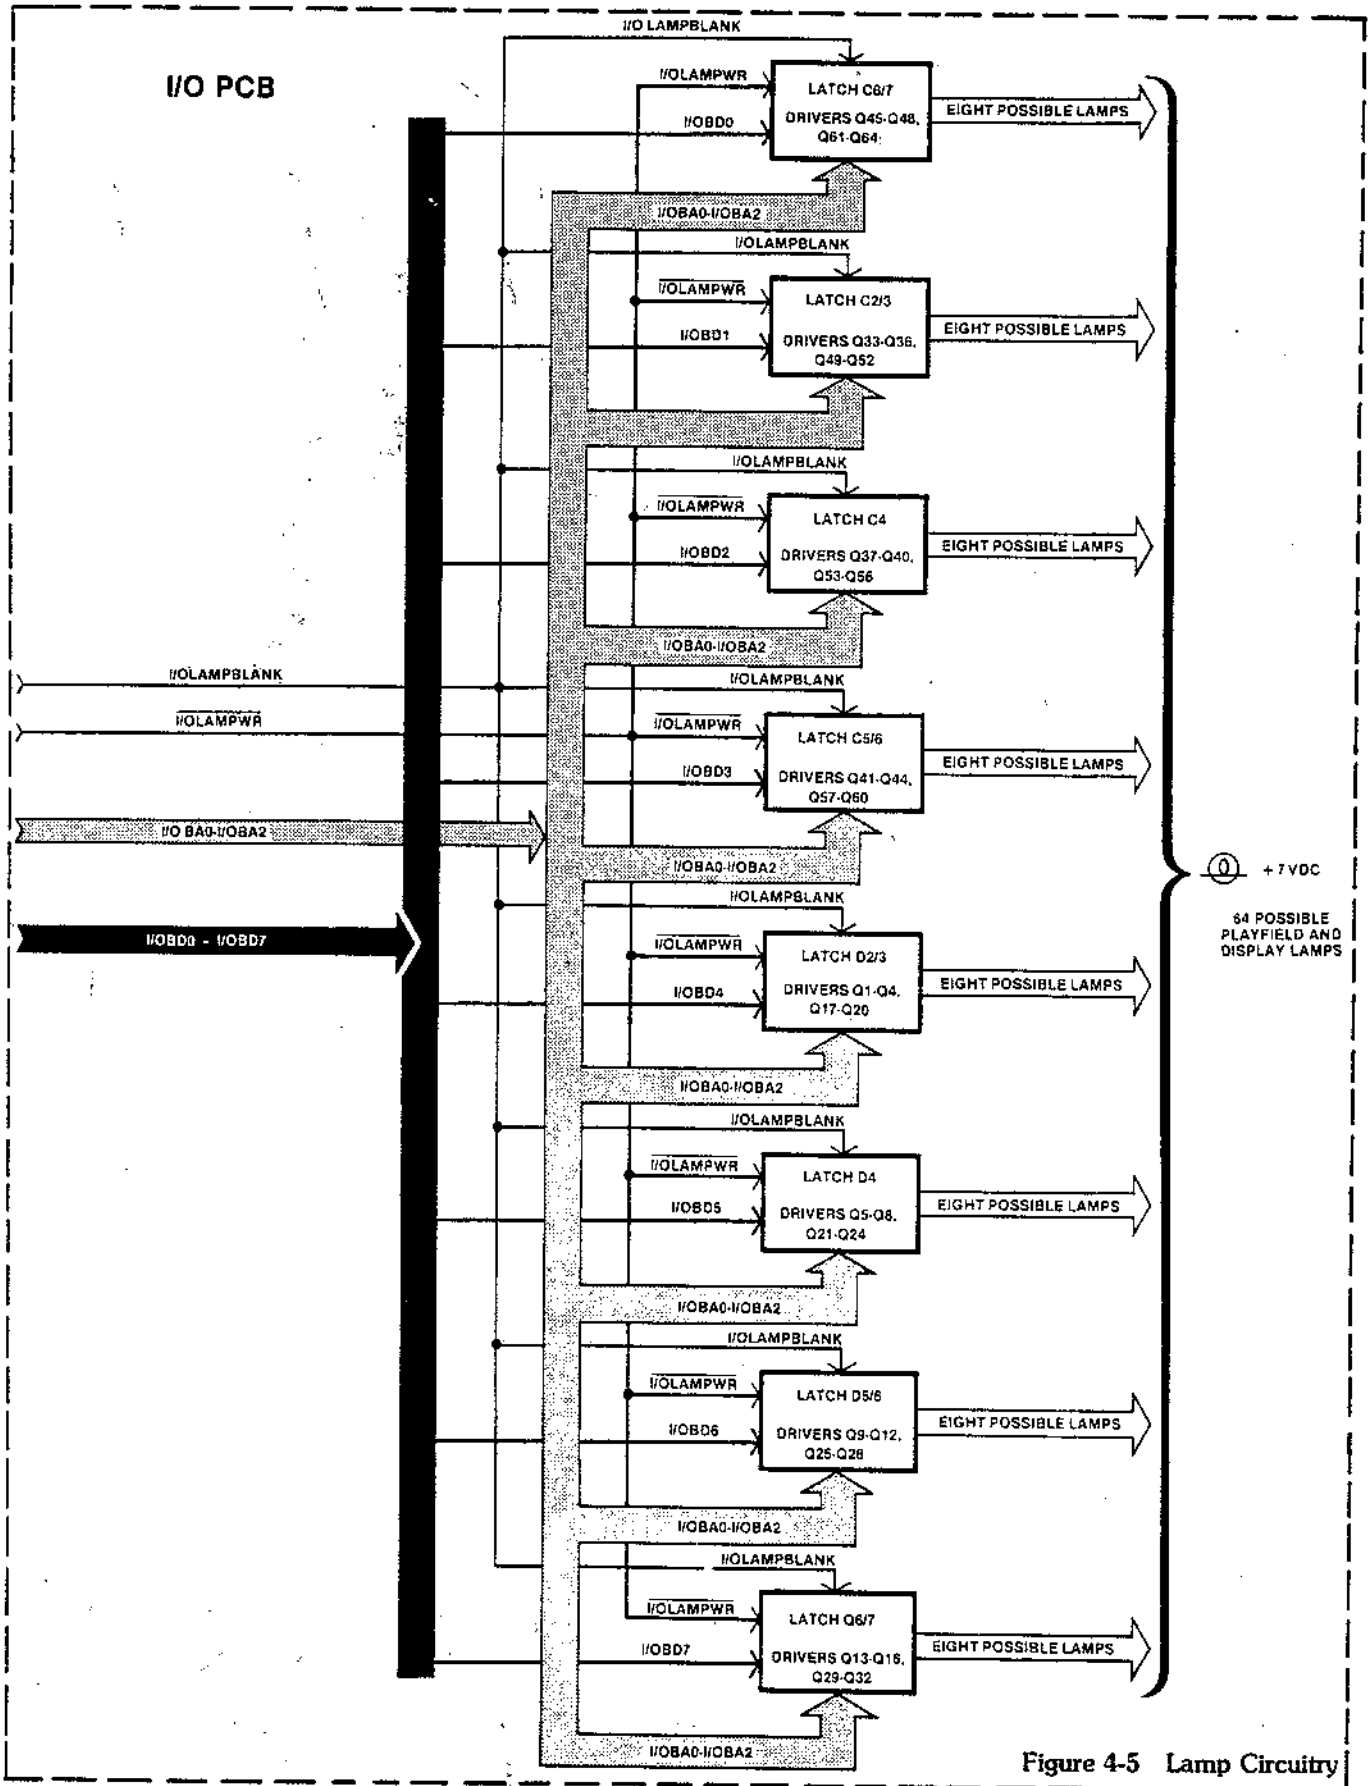 I/O LAMPBLANK
I/O PCB
I/OLAMPWR
LATCH C6/7
DRIVERS Q45-Q48,
Q61-Q64
I/OBD0
EIGHT POSSIBLE LAMPS
I/OBA0-I/OBA2
I/OLAMPBLANK
I/OLAMPWR
LATCH C2/3
DRIVERS Q33-Q36,
Q49-Q52
I/OBD1
EIGHT POSSIBLE LAMPS
I/OLAMPBLANK
I/OLAMPWR
LATCH C4
DRIVERS Q37-Q40,
Q53-Q56
I/OBD2
EIGHT POSSIBLE LAMPS
I/OBA0-I/OBA2
I/OLAMPBLANK
I/OLAMPBLANK
I/OLAMPWR
I/OLAMPWR
LATCH C5/6
DRIVERS Q41-Q44,
Q57-Q60
I/OBD3
EIGHT POSSIBLE LAMPS
I/O BA0-I/OBA2
I/OBA0-I/OBA2
+7VDC
64 POSSIBLE
PLAYFIELD AND
DISPLAY LAMPS
I/OLAMPBLANK
I/OBD0 - I/OBD7
I/OLAMPWR
LATCH D2/3
DRIVERS Q1-Q4,
Q17-Q20
I/OBD4
EIGHT POSSIBLE LAMPS
I/OBA0-I/OBA2
I/OLAMPBLANK
I/OLAMPWR
LATCH D4
DRIVERS Q5-Q8,
Q21-Q24
I/OBD5
EIGHT POSSIBLE LAMPS
I/OBA0-I/OBA2
I/OLAMPBLANK
I/OLAMPWR
LATCH D5/6
DRIVERS Q9-Q12,
Q25-Q28
I/OBD6
EIGHT POSSIBLE LAMPS
I/OBA0-I/OBA2
I/OLAMPBLANK
I/OLAMPWR
LATCH Q6/7
DRIVERS Q13-Q16,
Q29-Q32
I/OBD7
EIGHT POSSIBLE LAMPS
I/OBA0-I/OBA2
Figure 4-5 Lamp Circuitry